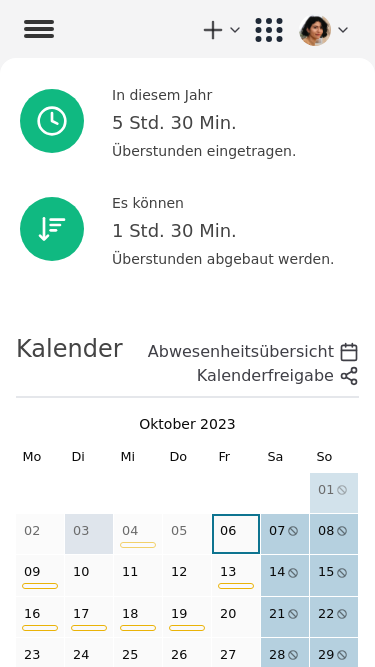 In diesem Jahr
5 Std. 30 Min.
Überstunden eingetragen.
Es können
1 Std. 30 Min.
Überstunden abgebaut werden.
Kalender
Abwesenheitsübersicht
Kalenderfreigabe
Oktober 2023
Mo Di Mi Do Fr Sa So
01
02 03 04 05 06 07 08
09 10 11 12 13 14 15
16 17 18 19 20 21 22
23 24 25 26 27 28 29